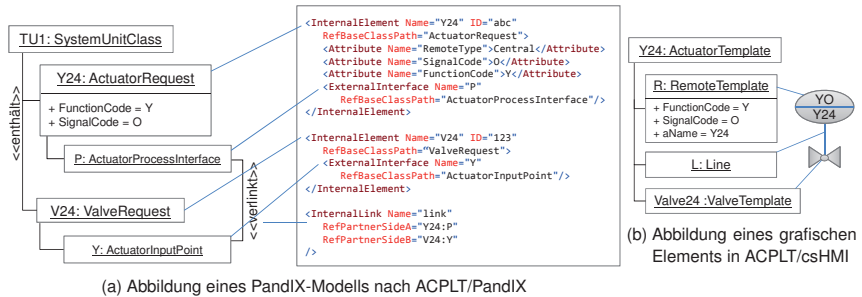 TU1: SystemUnitClass
<<enthält>>
Y24: ActuatorRequest
+ FunctionCode = Y
+ SignalCode = O
P: ActuatorProcessInterface
V24: ValveRequest
Y: ActuatorInputPoint
<<verlinkt>>
<InternalElement Name="Y24" ID="abc"
RefBaseClassPath="ActuatorRequest">
<Attribute Name="RemoteType">Central</Attribute>
<Attribute Name="SignalCode">O</Attribute>
<Attribute Name="FunctionCode">Y</Attribute>
<ExternalInterface Name="P"
RefBaseClassPath="ActuatorProcessInterface"/>
</InternalElement>
<InternalElement Name="V24" ID="123"
RefBaseClassPath=“ValveRequest">
<ExternalInterface Name="Y"
RefBaseClassPath="ActuatorInputPoint"/>
</InternalElement>
<InternalLink Name="link"
RefPartnerSideA="Y24:P"
RefPartnerSideB="V24:Y"
/>
(a) Abbildung eines PandIX-Modells nach ACPLT/PandIX
Y24: ActuatorTemplate
R: RemoteTemplate
+ FunctionCode = Y
+ SignalCode = O
+ aName = Y24
L: Line
Valve24 :ValveTemplate
YO
Y24
(b) Abbildung eines grafischen
Elements in ACPLT/csHMI